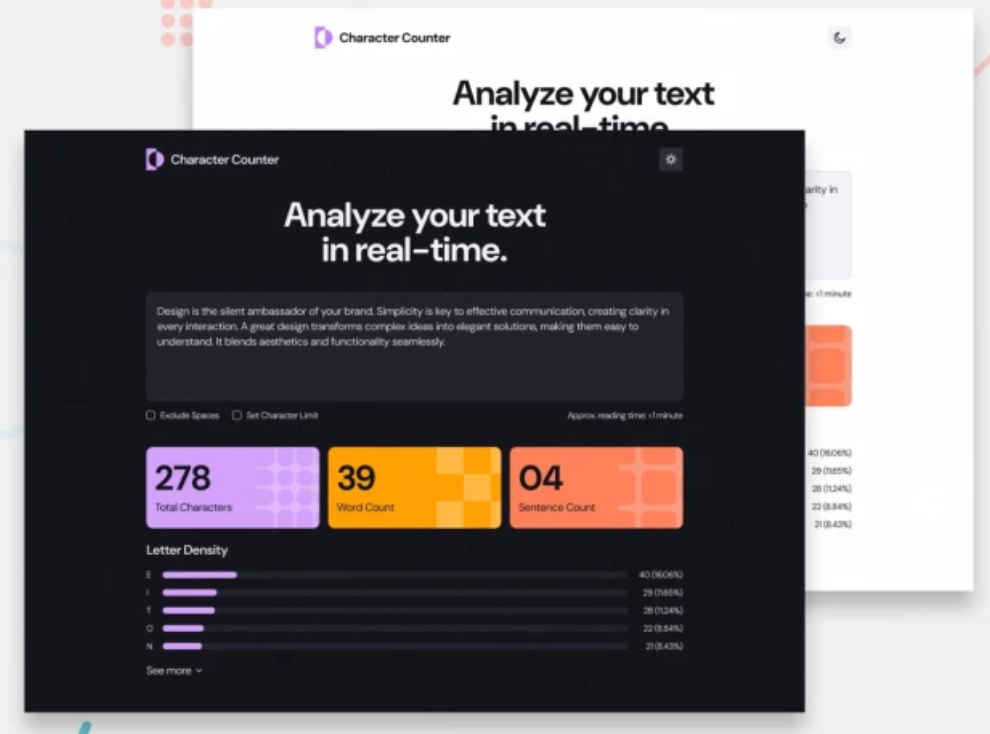 Character Counter
Analyze your text
in real-time.
arity in
e: <1 minute
40 (16.06%)
29 (11.65%)
28 (11.24%)
22 (8.84%)
21 (8.43%)
Character Counter
Analyze your text
in real-time.
Design is the silent ambassador of your brand. Simplicity is key to effective communication, creating clarity in
every interaction. A great design transforms complex ideas into elegant solutions, making them easy to
understand. It blends aesthetics and functionality seamlessly.
Exclude Spaces Set Character Limit Approx. reading time: <1 minute
278 39 04
Total Characters Word Count Sentence Count
Letter Density
E 40 (16.06%)
I 29 (11.65%)
T 28 (11.24%)
O 22 (8.84%)
N 21 (8.43%)
See more